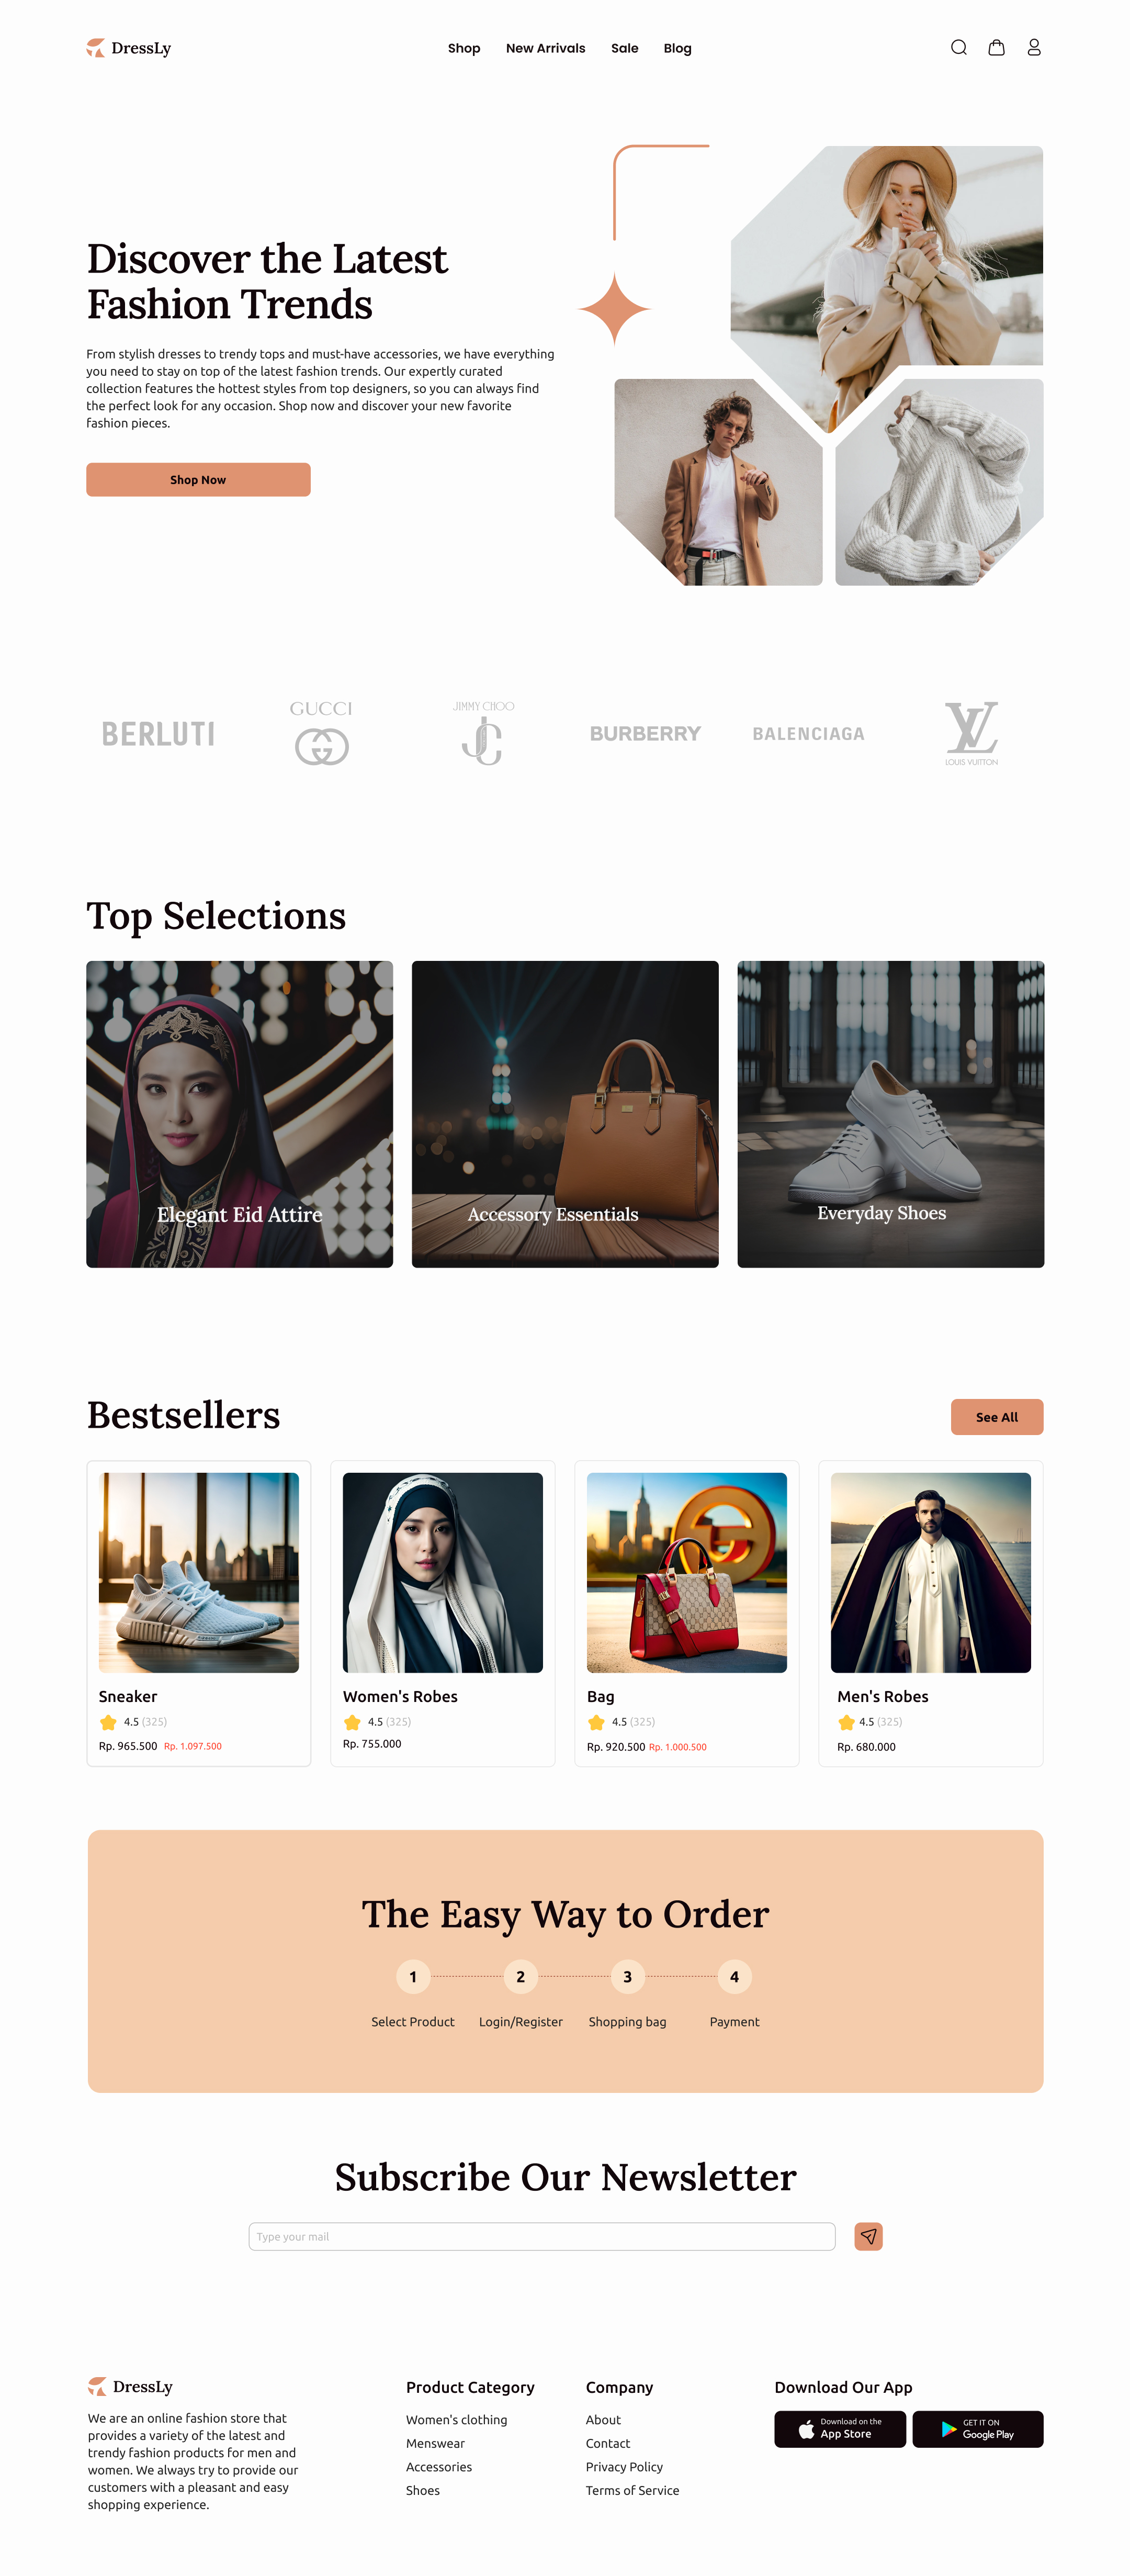 DressLy
Shop
New Arrivals
Sale
Blog
Discover the Latest
Fashion Trends
From stylish dresses to trendy tops and must-have accessories, we have everything
you need to stay on top of the latest fashion trends. Our expertly curated
collection features the hottest styles from top designers, so you can always find
the perfect look for any occasion. Shop now and discover your new favorite
fashion pieces.
Shop Now
BERLUTI
GUCCI
JIMMY CHOO
JC
BURBERRY
BALENCIAGA
LV
LOUIS VUITTON
Top Selections
Elegant Eid Attire
Accessory Essentials
Everyday Shoes
Bestsellers
See All
Sneaker
4.5 (325)
Rp. 965.500 Rp. 1.097.500
Women's Robes
4.5 (325)
Rp. 755.000
Bag
4.5 (325)
Rp. 920.500 Rp. 1.000.500
Men's Robes
4.5 (325)
Rp. 680.000
The Easy Way to Order
1
2
3
4
Select Product
Login/Register
Shopping bag
Payment
Subscribe Our Newsletter
Type your mail
DressLy
We are an online fashion store that
provides a variety of the latest and
trendy fashion products for men and
women. We always try to provide our
customers with a pleasant and easy
shopping experience.
Product Category
Women's clothing
Menswear
Accessories
Shoes
Company
About
Contact
Privacy Policy
Terms of Service
Download Our App
Download on the
App Store
GET IT ON
Google Play